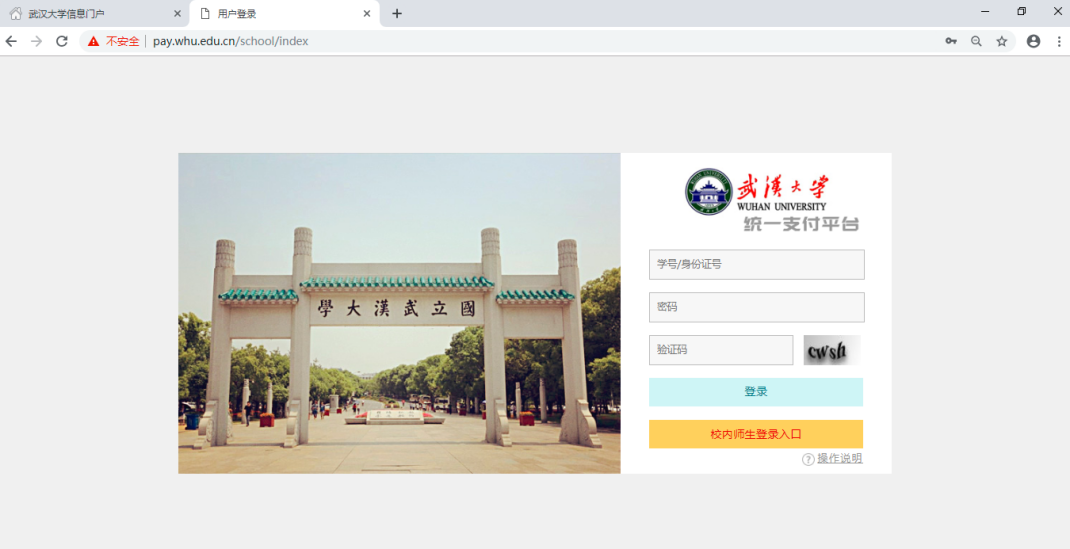 武汉大学信息门户
用户登录
不安全 | pay.whu.edu.cn/school/index
學大漢武立國
武漢大学
WUHAN UNIVERSITY
统一支付平台
学号/身份证号
密码
验证码
cwsh
登录
校内师生登录入口
? 操作说明